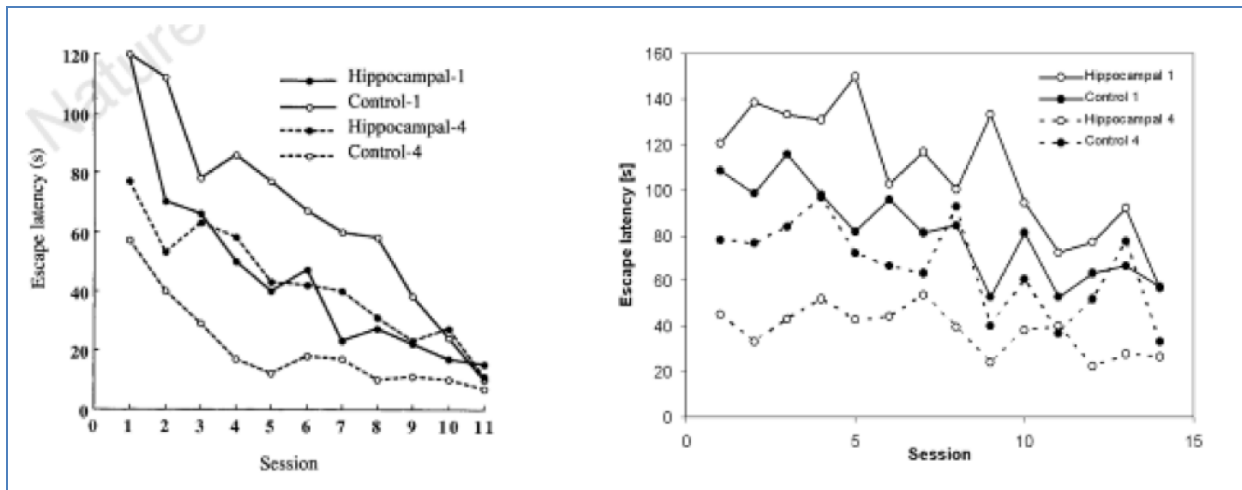 Nature
120
100
80
60
40
20
0
Escape latency (s)
Hippocampal-1
Control-1
Hippocampal-4
Control-4
0 1 2 3 4 5 6 7 8 9 10 11
Session
160
140
120
100
80
60
40
20
0
Escape latency [s]
Hippocampal 1
Control 1
Hippocampal 4
Control 4
0 5 10 15
Session